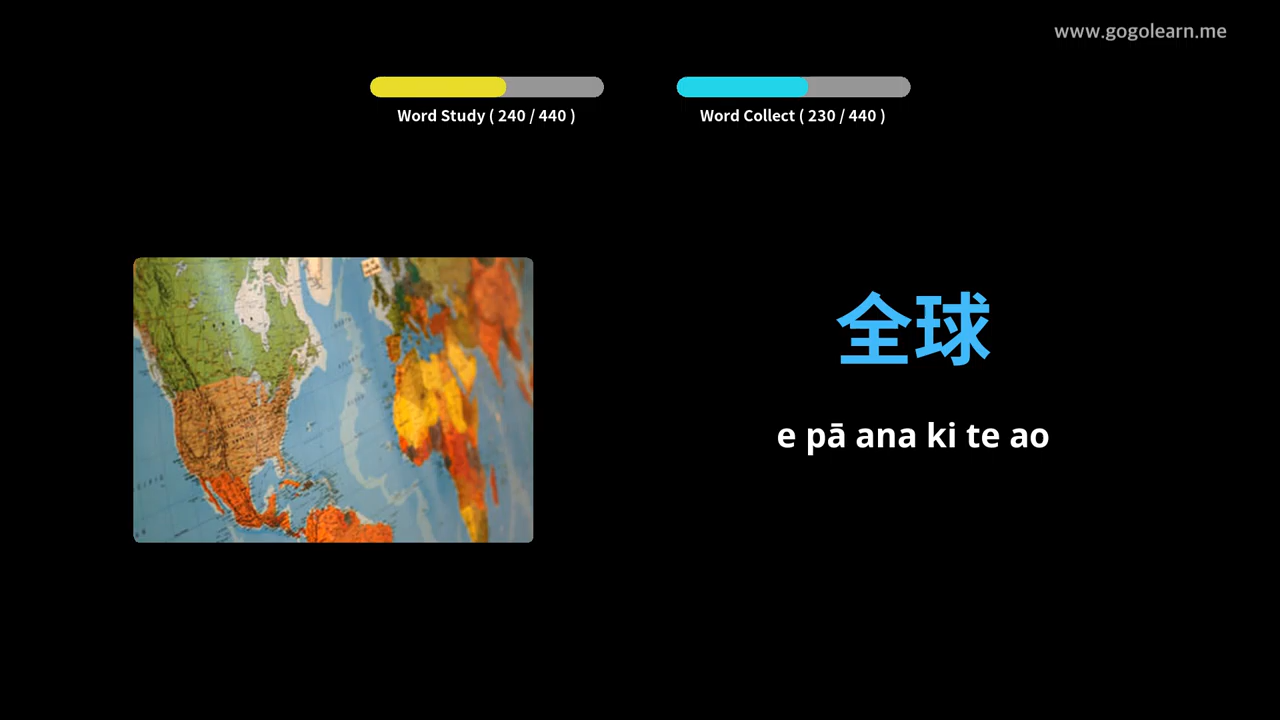 www.gogolearn.me
Word Study ( 240 / 440 )
Word Collect ( 230 / 440 )
全球
e pā ana ki te ao